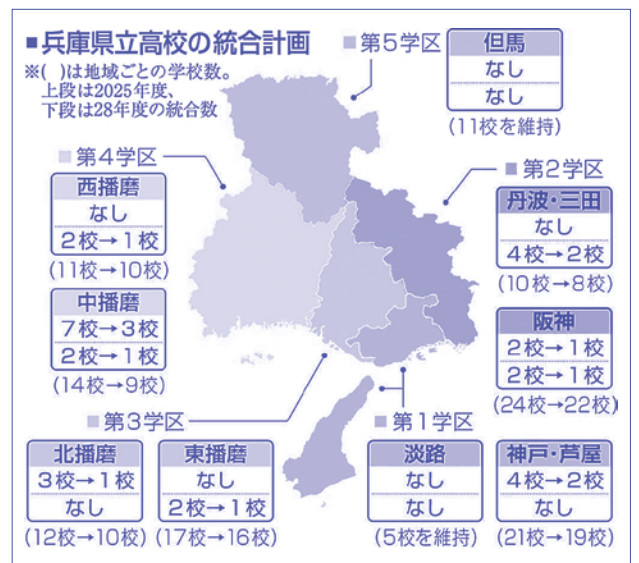 ■兵庫県立高校の統合計画
※( )は地域ごとの学校数。
上段は2025年度、
下段は28年度の統合数
■第5学区
但馬
なし
なし
(11校を維持)
■第4学区
西播磨
なし
2校→1校
(11校→10校)
中播磨
7校→3校
2校→1校
(14校→9校)
■第2学区
丹波・三田
なし
4校→2校
(10校→8校)
阪神
2校→1校
2校→1校
(24校→22校)
■第3学区
北播磨
3校→1校
なし
(12校→10校)
東播磨
なし
2校→1校
(17校→16校)
■第1学区
淡路
なし
なし
(5校を維持)
神戸・芦屋
4校→2校
なし
(21校→19校)